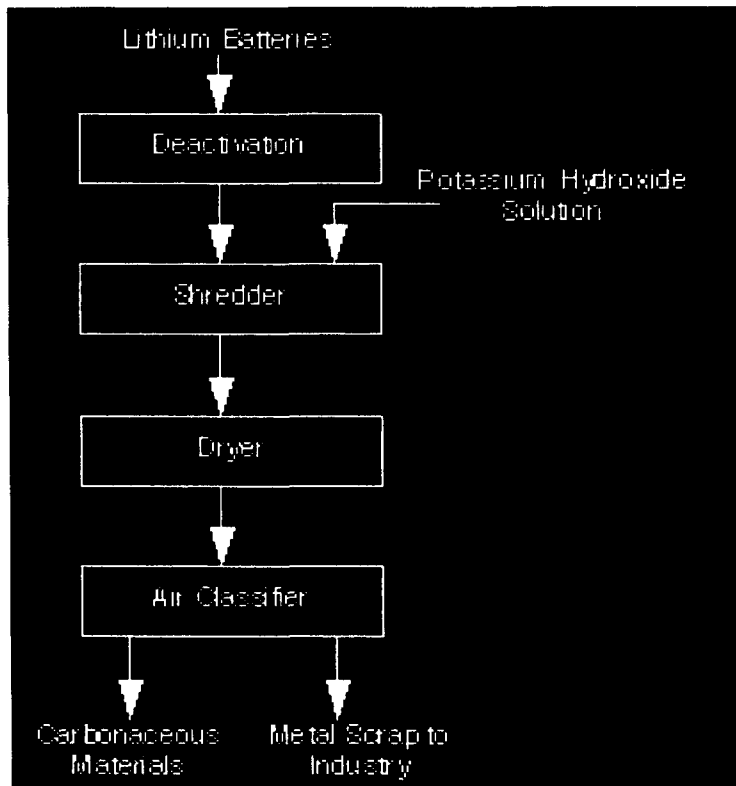 Lithium Batteries
Deactivation
Potassium Hydroxide
Solution
Shredder
Dryer
Air Classifier
Carbonaceous
Materials
Metal Scrap to
Industry